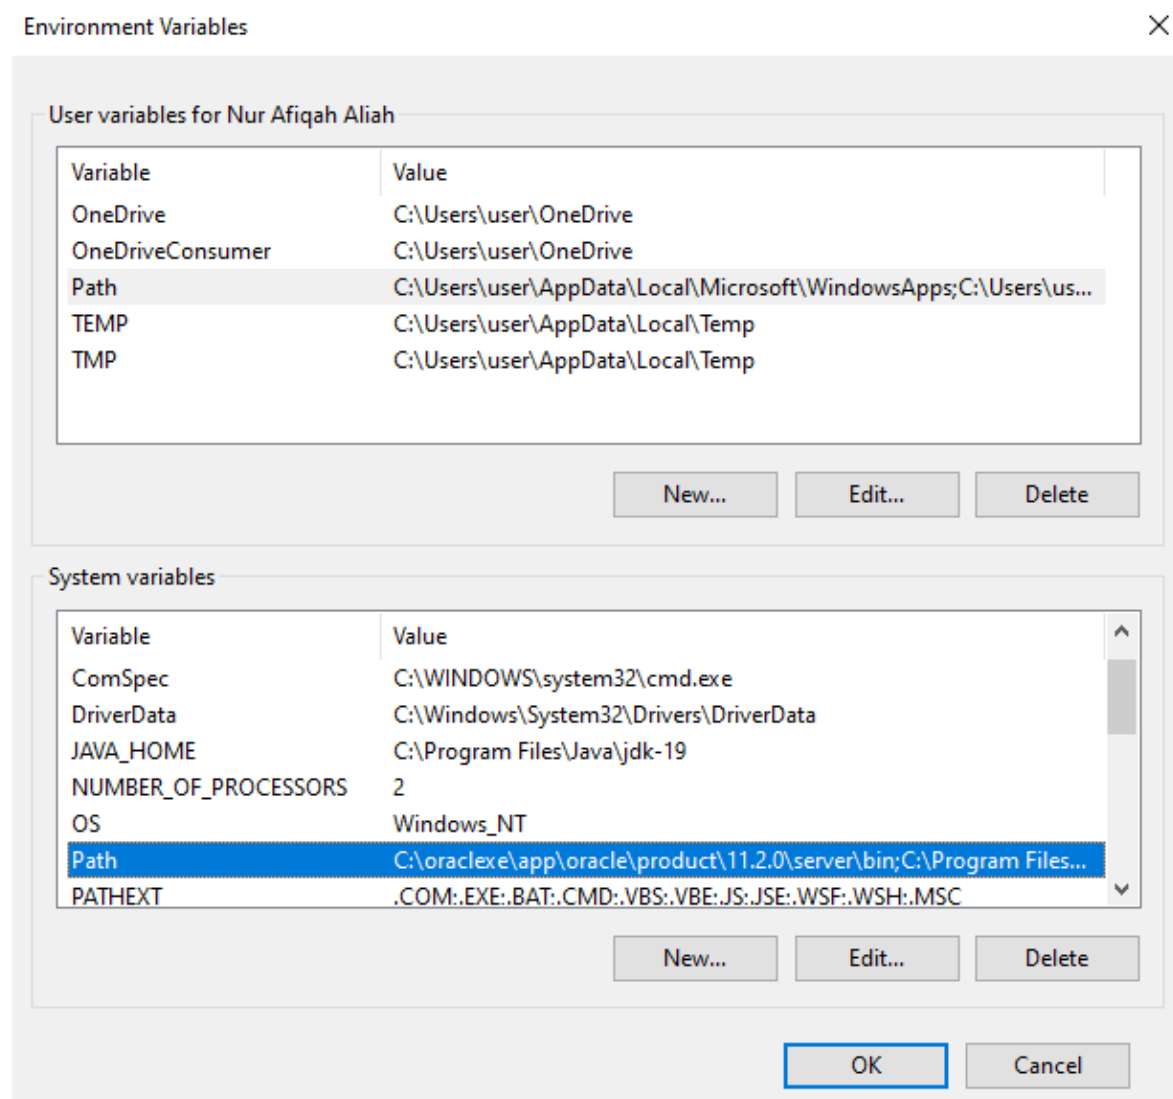 Environment Variables
User variables for Nur Afiqah Aliah
Variable Value
OneDrive C:\Users\user\OneDrive
OneDriveConsumer C:\Users\user\OneDrive
Path C:\Users\user\AppData\Local\Microsoft\WindowsApps;C:\Users\us...
TEMP C:\Users\user\AppData\Local\Temp
TMP C:\Users\user\AppData\Local\Temp
New... Edit... Delete
System variables
Variable Value
ComSpec C:\WINDOWS\system32\cmd.exe
DriverData C:\Windows\System32\Drivers\DriverData
JAVA_HOME C:\Program Files\Java\jdk-19
NUMBER_OF_PROCESSORS 2
OS Windows_NT
Path C:\oraclexe\app\oracle\product\11.2.0\server\bin;C:\Program Files...
PATHEXT .COM;.EXE;.BAT;.CMD;.VBS;.VBE;.JS;.JSE;.WSF;.WSH;.MSC
New... Edit... Delete
OK Cancel